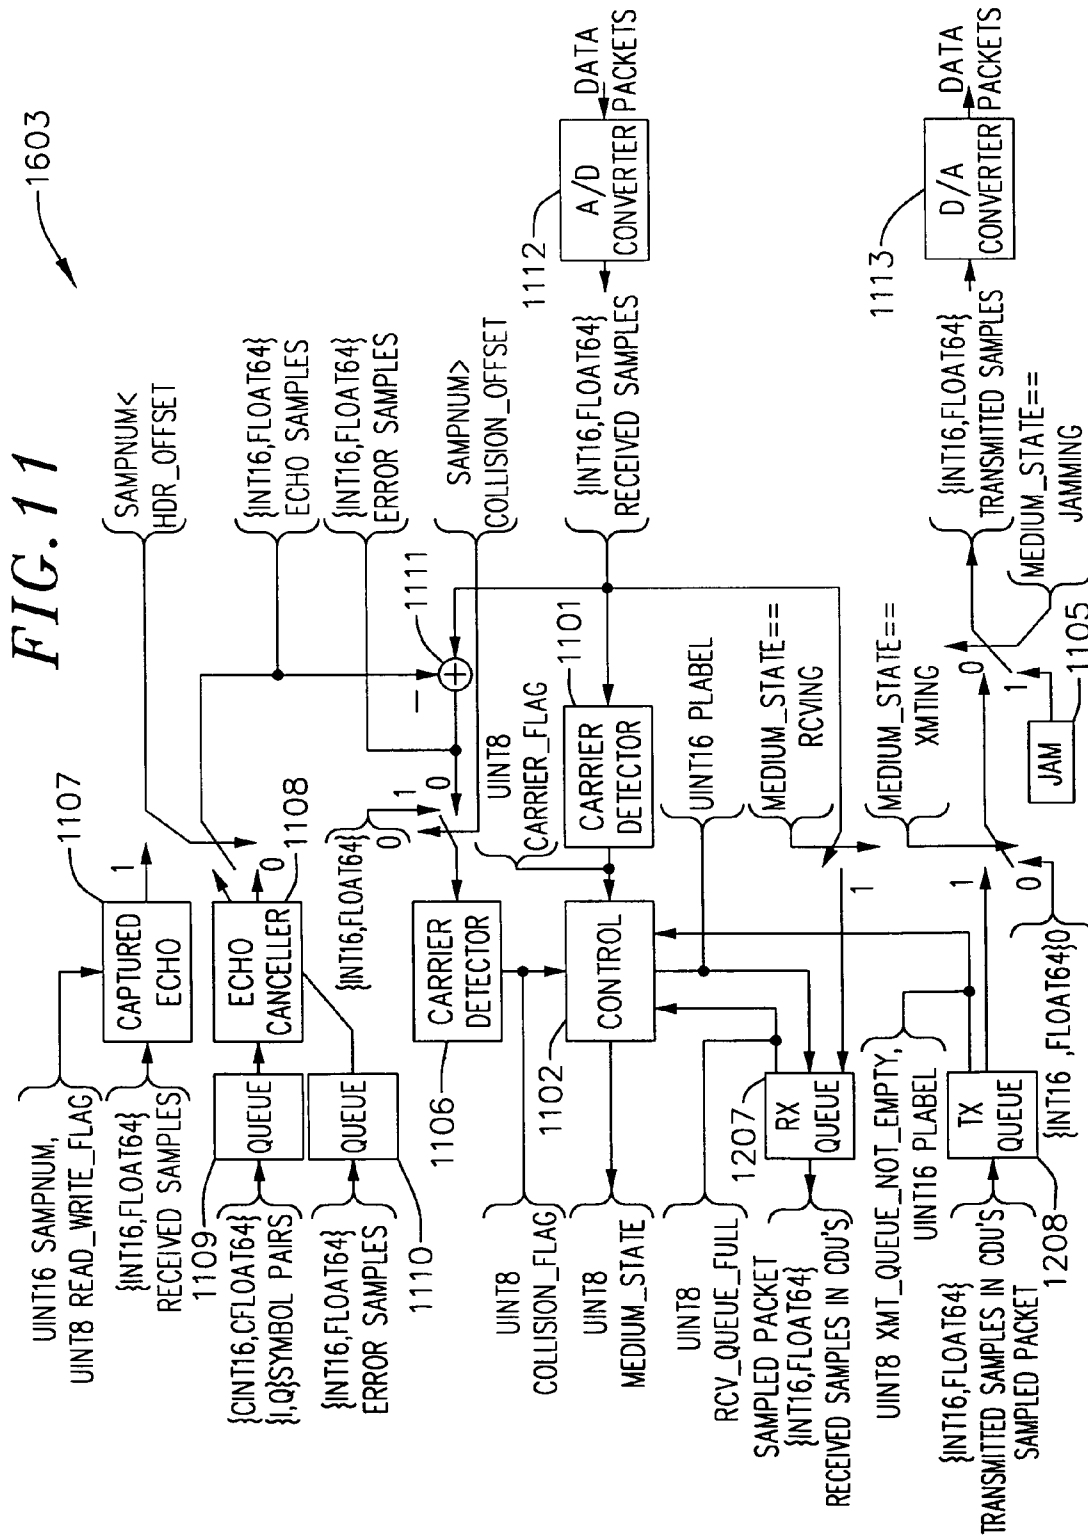 FIG. 11
1603
UINT16 SAMPNUM,
UINT8 READ_WRITE_FLAG
{INT16,FLOAT64}
RECEIVED SAMPLES
CAPTURED
ECHO
1107
1
SAMPNUM<
HDR_OFFSET
1109
{CINT16,CFLOAT64}
{I,Q}SYMBOL PAIRS
QUEUE
ECHO
CANCELLER
1108
0
{INT16,FLOAT64}
ECHO SAMPLES
{INT16,FLOAT64}
ERROR SAMPLES
1110
QUEUE
{INT16,FLOAT64}
ERROR SAMPLES
{INT16,FLOAT64}
0
1
0
−
+
1111
SAMPNUM>
COLLISION_OFFSET
1106
CARRIER
DETECTOR
UINT8
CARRIER_FLAG
UINT8
COLLISION_FLAG
1102
CONTROL
CARRIER
DETECTOR
1101
{INT16,FLOAT64}
RECEIVED SAMPLES
1112
A/D
CONVERTER
DATA
PACKETS
UINT8
MEDIUM_STATE
UINT8
RCV_QUEUE_FULL
UINT16 PLABEL
MEDIUM_STATE==
RCVING
1207
RX
QUEUE
1
SAMPLED PACKET
{INT16,FLOAT64}
RECEIVED SAMPLES IN CDU'S
UINT8 XMT_QUEUE_NOT_EMPTY,
UINT16 PLABEL
MEDIUM_STATE==
XMTING
{INT16,FLOAT64}
TRANSMITTED SAMPLES IN CDU'S
SAMPLED PACKET
1208
TX
QUEUE
1
0
{INT16 ,FLOAT64}0
0
1
JAM
1105
MEDIUM_STATE==
JAMMING
{INT16,FLOAT64}
TRANSMITTED SAMPLES
1113
D/A
CONVERTER
DATA
PACKETS